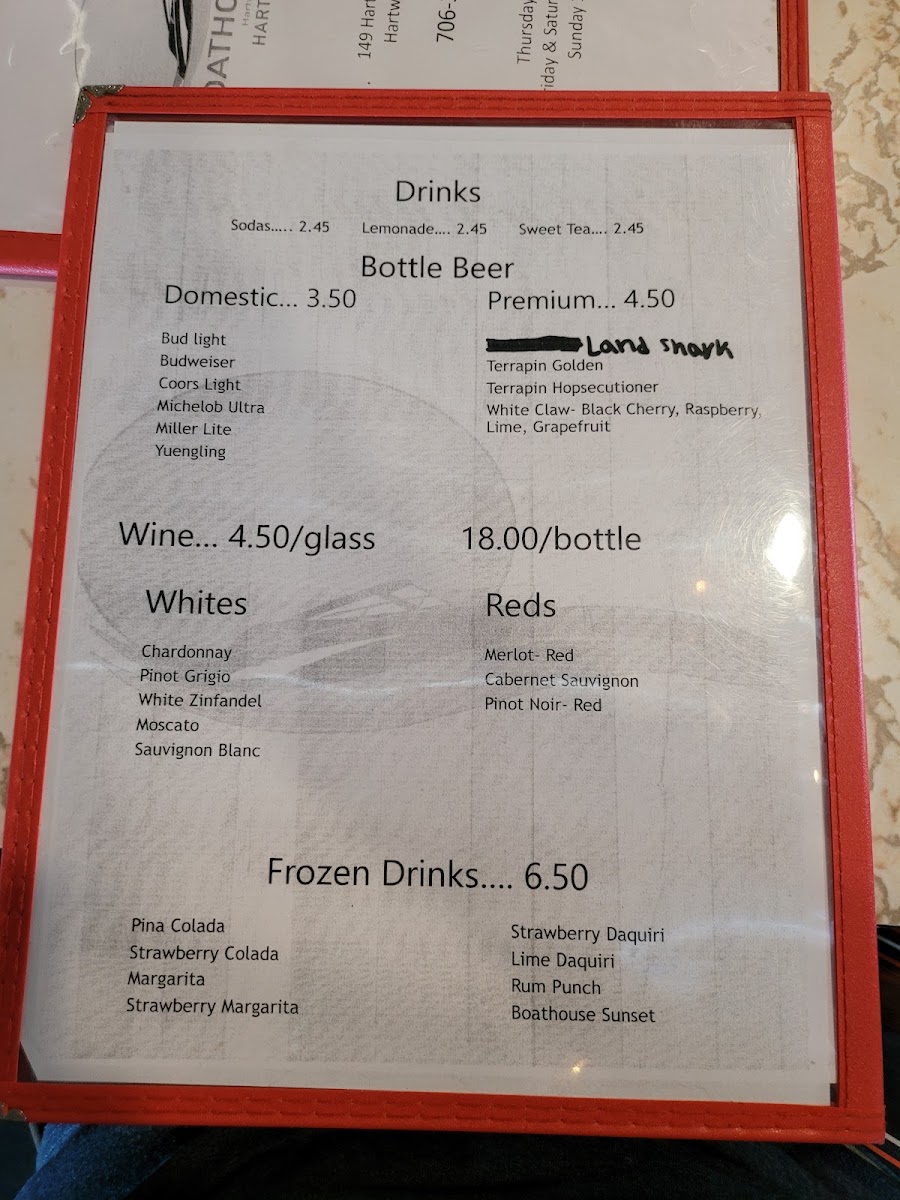 149
706-
Thursday
Sunday
HART
Drinks
Sodas..... 2.45 Lemonade.... 2.45 Sweet Tea.... 2.45
Bottle Beer
Domestic... 3.50
Bud light
Budweiser
Coors Light
Michelob Ultra
Miller Lite
Yuengling
Premium... 4.50
Land shark
Terrapin Golden
Terrapin Hopsecutioner
White Claw- Black Cherry, Raspberry,
Lime, Grapefruit
Wine... 4.50/glass 18.00/bottle
Whites
Chardonnay
Pinot Grigio
White Zinfandel
Moscato
Sauvignon Blanc
Reds
Merlot- Red
Cabernet Sauvignon
Pinot Noir- Red
Frozen Drinks.... 6.50
Pina Colada
Strawberry Colada
Margarita
Strawberry Margarita
Strawberry Daquiri
Lime Daquiri
Rum Punch
Boathouse Sunset